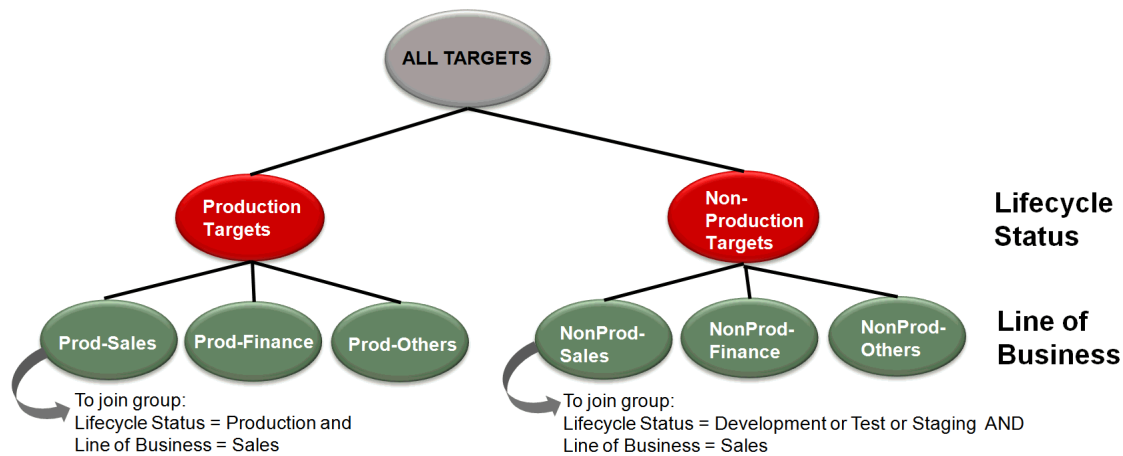 ALL TARGETS
Production
Targets
Non-
Production
Targets
Lifecycle
Status
Prod-Sales
Prod-Finance
Prod-Others
NonProd-
Sales
NonProd-
Finance
NonProd-
Others
Line of
Business
To join group:
Lifecycle Status = Production and
Line of Business = Sales
To join group:
Lifecycle Status = Development or Test or Staging AND
Line of Business = Sales